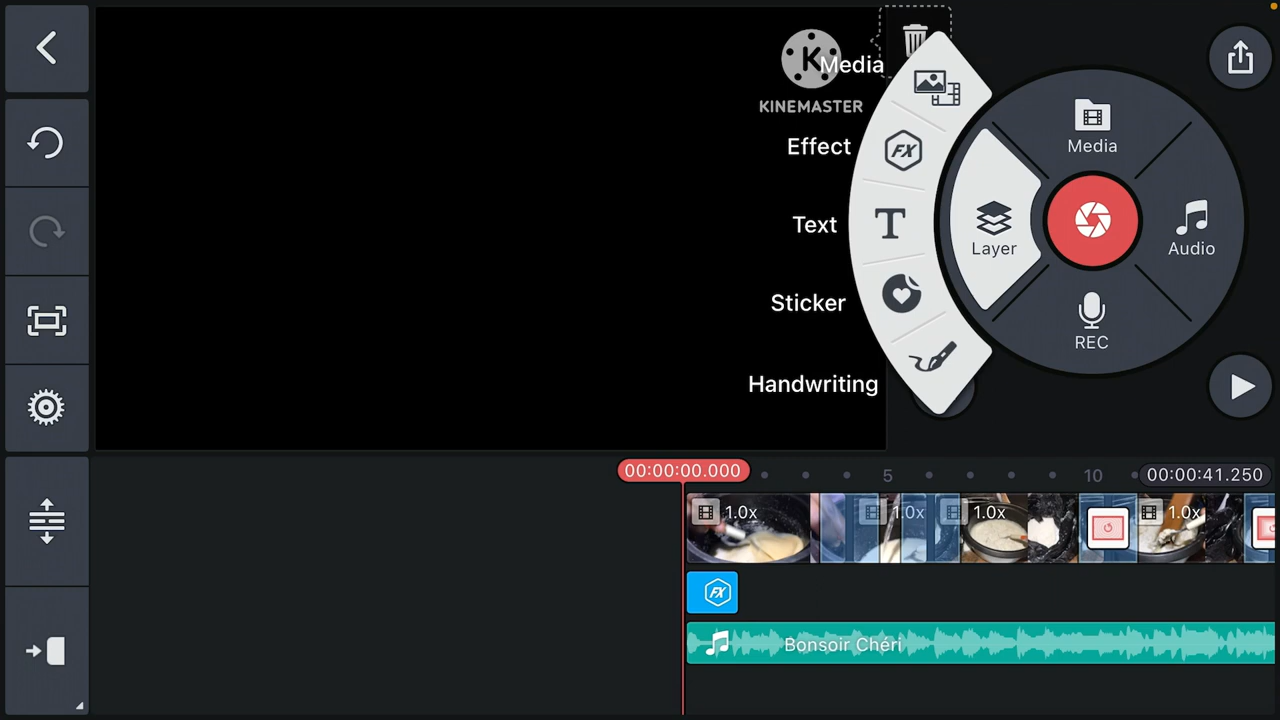 Media
KINEMASTER
Effect
Text
Sticker
Handwriting
Media
Layer
Audio
REC
00:00:00.000
5
10
00:00:41.250
1.0x
1.0x
1.0x
1.0x
Bonsoir Chéri